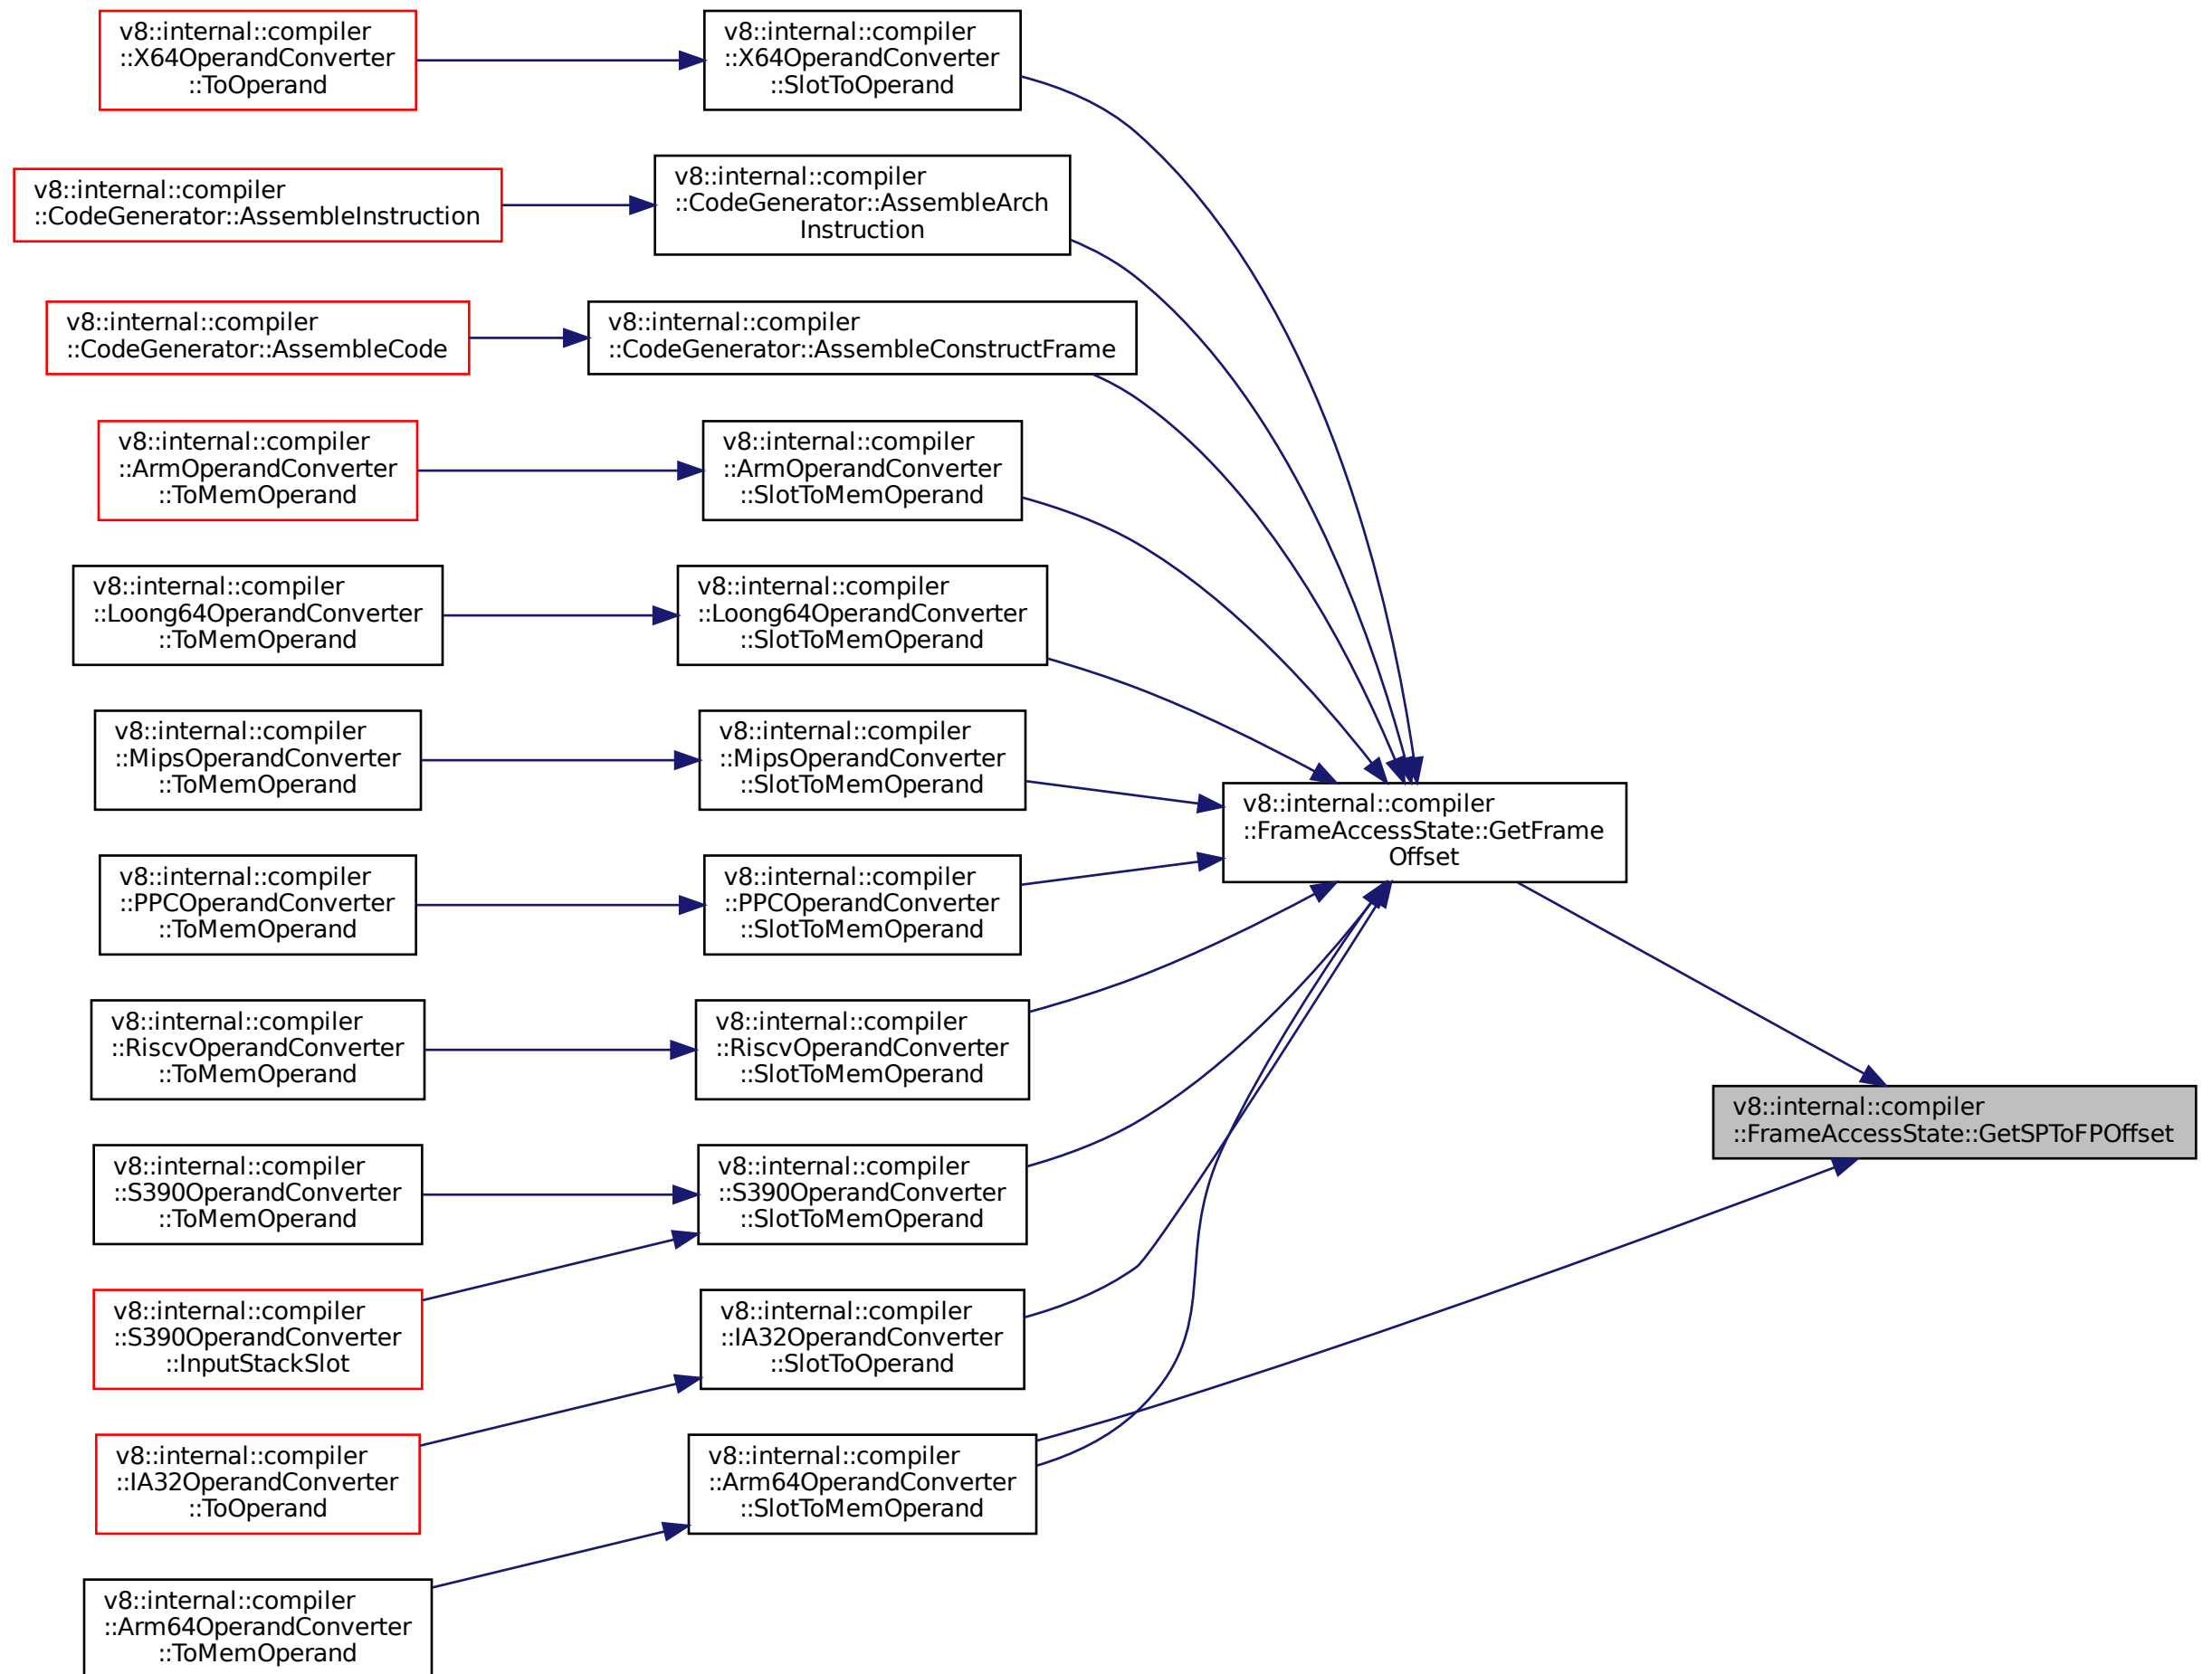 v8::internal::compiler
::X64OperandConverter
::ToOperand
v8::internal::compiler
::X64OperandConverter
::SlotToOperand
v8::internal::compiler
::CodeGenerator::AssembleInstruction
v8::internal::compiler
::CodeGenerator::AssembleArch
Instruction
v8::internal::compiler
::CodeGenerator::AssembleCode
v8::internal::compiler
::CodeGenerator::AssembleConstructFrame
v8::internal::compiler
::ArmOperandConverter
::ToMemOperand
v8::internal::compiler
::ArmOperandConverter
::SlotToMemOperand
v8::internal::compiler
::Loong64OperandConverter
::ToMemOperand
v8::internal::compiler
::Loong64OperandConverter
::SlotToMemOperand
v8::internal::compiler
::MipsOperandConverter
::ToMemOperand
v8::internal::compiler
::MipsOperandConverter
::SlotToMemOperand
v8::internal::compiler
::FrameAccessState::GetFrame
Offset
v8::internal::compiler
::PPCOperandConverter
::ToMemOperand
v8::internal::compiler
::PPCOperandConverter
::SlotToMemOperand
v8::internal::compiler
::RiscvOperandConverter
::ToMemOperand
v8::internal::compiler
::RiscvOperandConverter
::SlotToMemOperand
v8::internal::compiler
::FrameAccessState::GetSPToFPOffset
v8::internal::compiler
::S390OperandConverter
::ToMemOperand
v8::internal::compiler
::S390OperandConverter
::SlotToMemOperand
v8::internal::compiler
::S390OperandConverter
::InputStackSlot
v8::internal::compiler
::IA32OperandConverter
::SlotToOperand
v8::internal::compiler
::IA32OperandConverter
::ToOperand
v8::internal::compiler
::Arm64OperandConverter
::SlotToMemOperand
v8::internal::compiler
::Arm64OperandConverter
::ToMemOperand